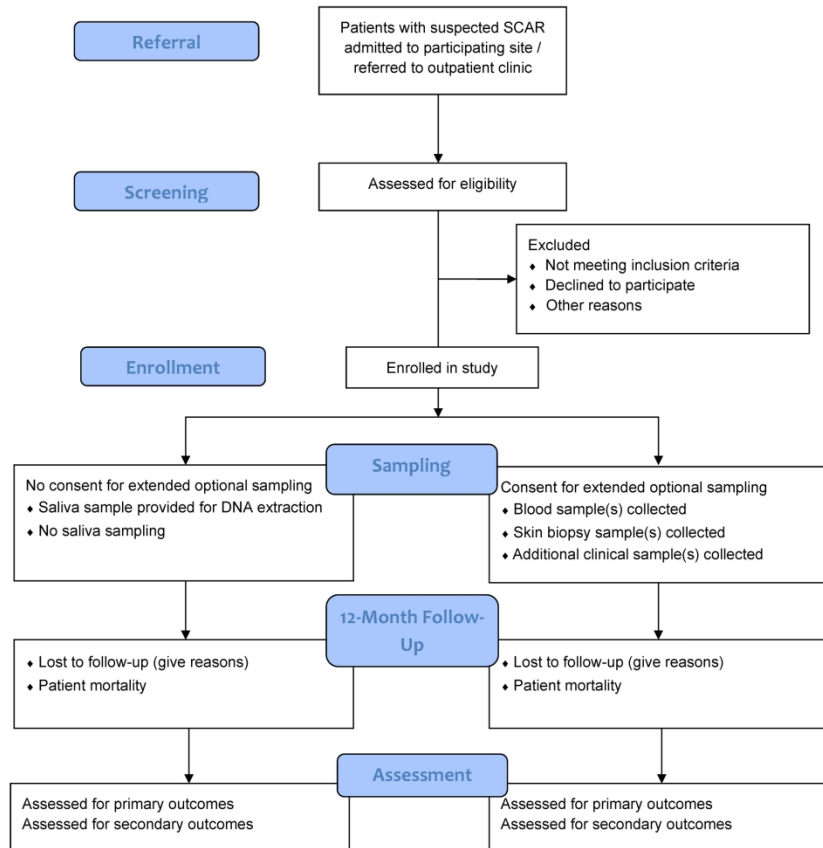 Referral
Patients with suspected SCAR
admitted to participating site /
referred to outpatient clinic
Screening
Assessed for eligibility
Excluded
♦ Not meeting inclusion criteria
♦ Declined to participate
♦ Other reasons
Enrollment
Enrolled in study
Sampling
No consent for extended optional sampling
♦ Saliva sample provided for DNA extraction
♦ No saliva sampling
Consent for extended optional sampling
♦ Blood sample(s) collected
♦ Skin biopsy sample(s) collected
♦ Additional clinical sample(s) collected
12-Month Follow-
Up
♦ Lost to follow-up (give reasons)
♦ Patient mortality
♦ Lost to follow-up (give reasons)
♦ Patient mortality
Assessment
Assessed for primary outcomes
Assessed for secondary outcomes
Assessed for primary outcomes
Assessed for secondary outcomes